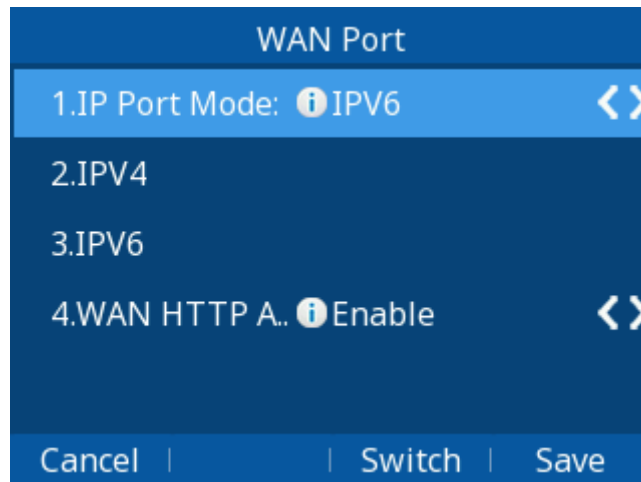 WAN Port
1.IP Port Mode: IPV6
2.IPV4
3.IPV6
4.WAN HTTP A.. Enable
Cancel Switch Save